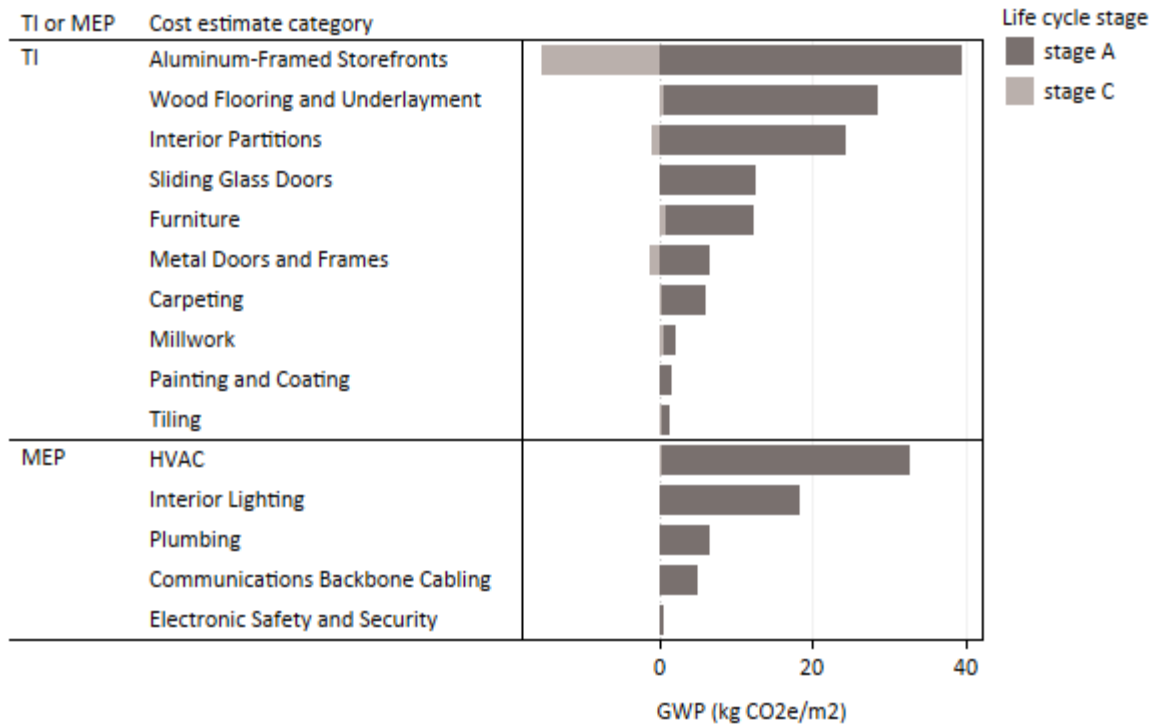 TI or MEP Cost estimate category
Life cycle stage
stage A
stage C
TI Aluminum-Framed Storefronts
Wood Flooring and Underlayment
Interior Partitions
Sliding Glass Doors
Furniture
Metal Doors and Frames
Carpeting
Millwork
Painting and Coating
Tiling
MEP HVAC
Interior Lighting
Plumbing
Communications Backbone Cabling
Electronic Safety and Security
0 20 40
GWP (kg CO2e/m2)